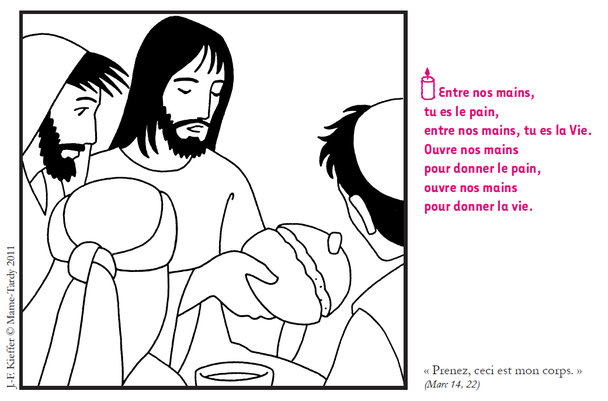 Entre nos mains,
tu es le pain,
entre nos mains, tu es la Vie.
Ouvre nos mains
pour donner le pain,
ouvre nos mains
pour donner la vie.
« Prenez, ceci est mon corps. »
(Marc 14, 22)
J.-F. Kieffer © Mame-Tardy 2011